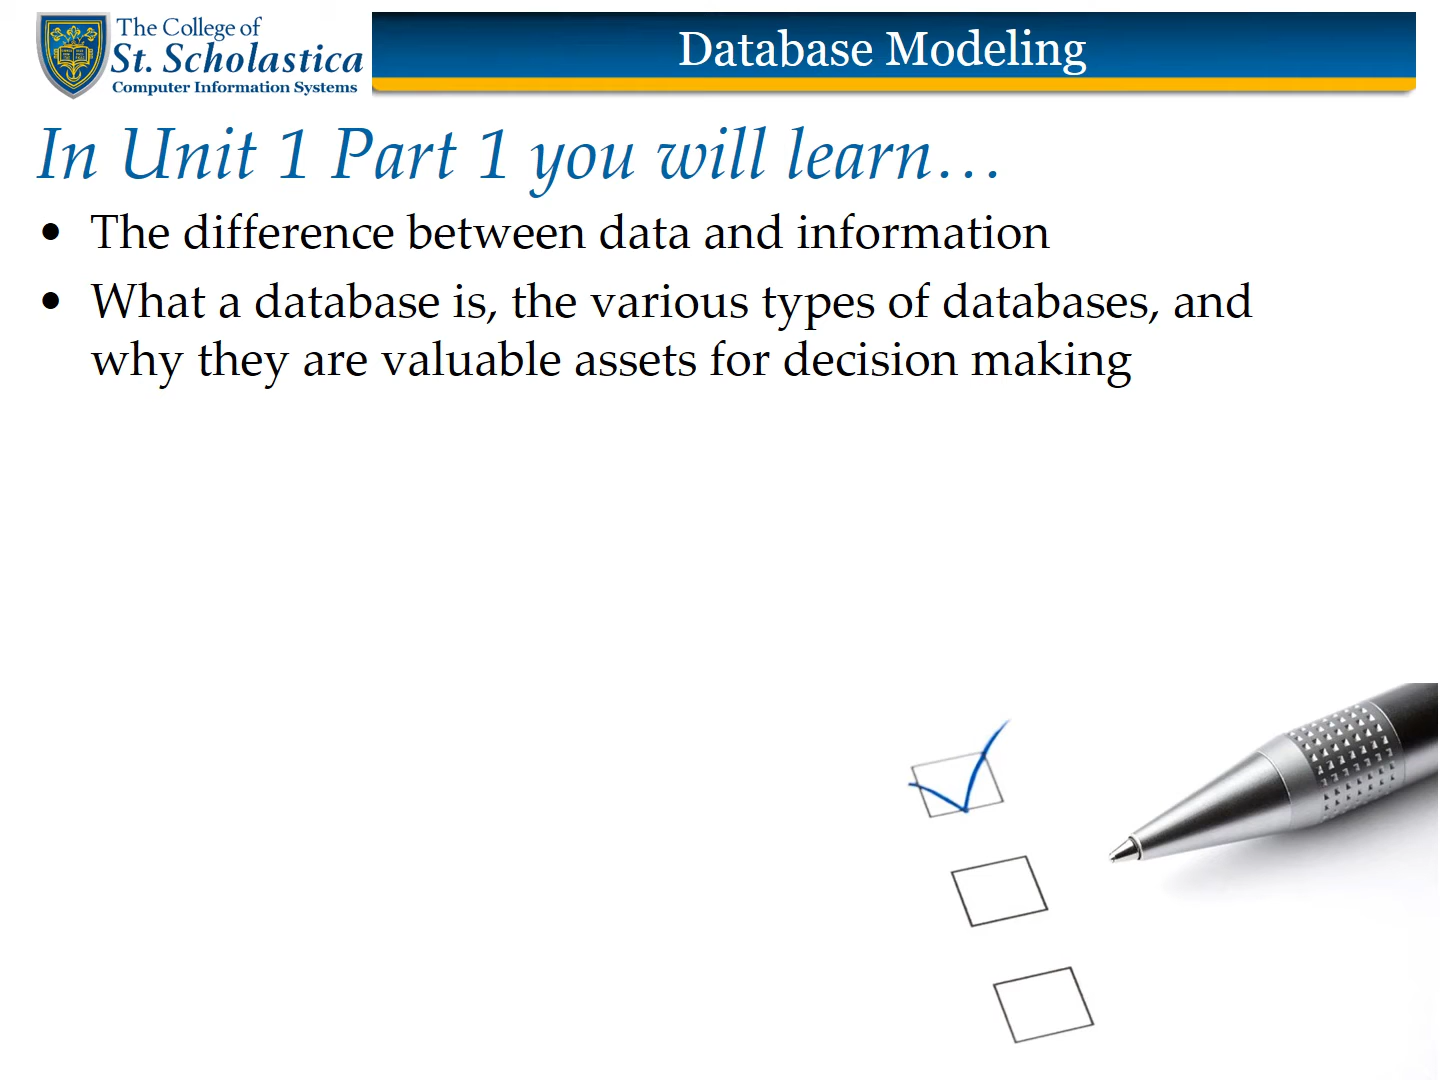 The College of
St. Scholastica
Computer Information Systems
Database Modeling
In Unit 1 Part 1 you will learn…
• The difference between data and information
• What a database is, the various types of databases, and
why they are valuable assets for decision making